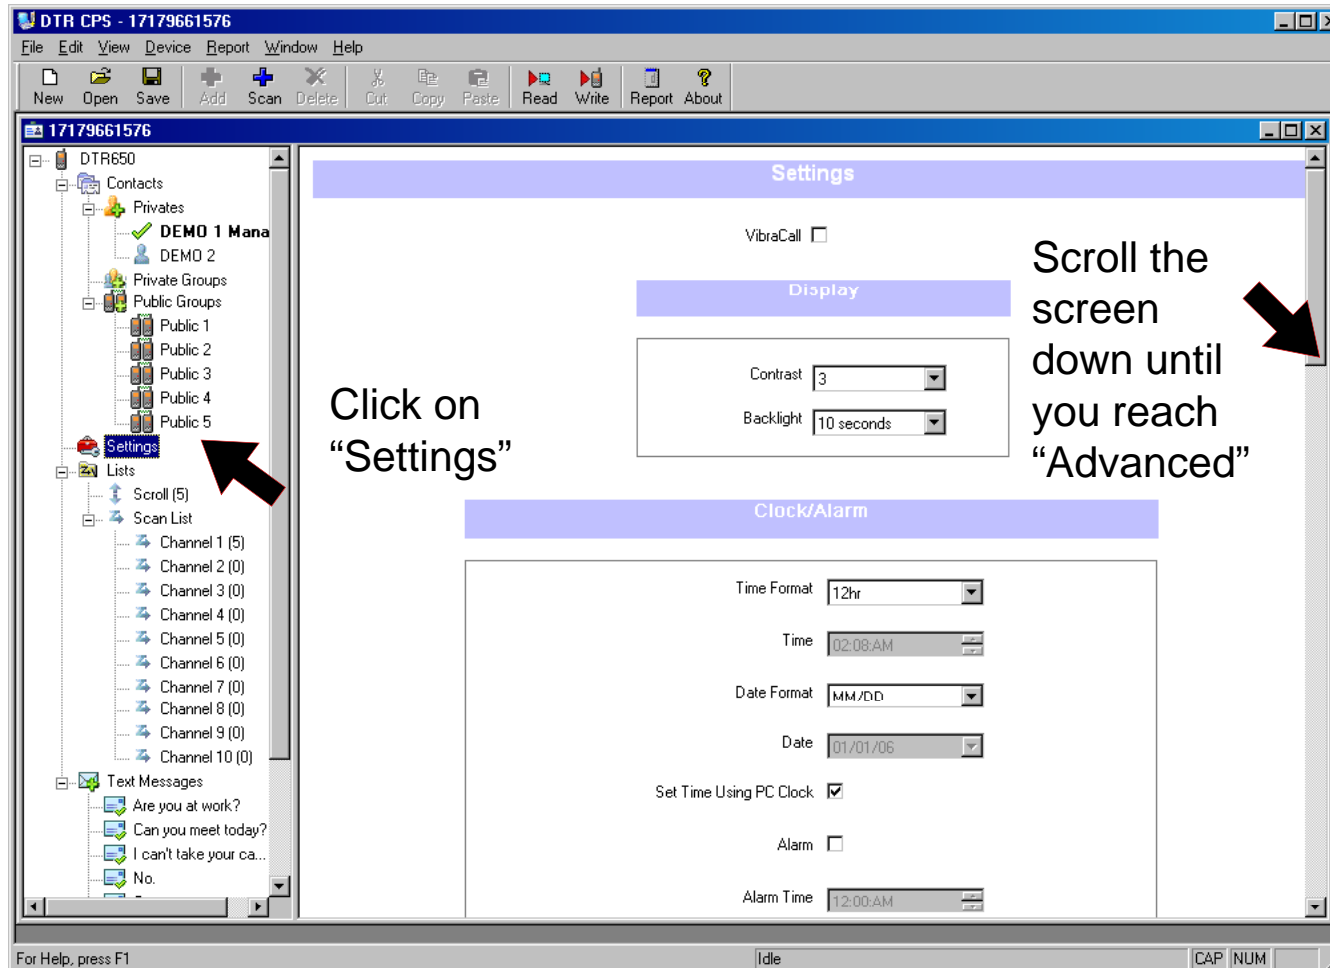 DTR CPS - 17179661576
File Edit View Device Report Window Help
New Open Save Add Scan Delete Cut Copy Paste Read Write Report About
17179661576
DTR650
Contacts
Privates
DEMO 1 Mana
DEMO 2
Private Groups
Public Groups
Public 1
Public 2
Public 3
Public 4
Public 5
Settings
Lists
Scroll (5)
Scan List
Channel 1 (5)
Channel 2 (0)
Channel 3 (0)
Channel 4 (0)
Channel 5 (0)
Channel 6 (0)
Channel 7 (0)
Channel 8 (0)
Channel 9 (0)
Channel 10 (0)
Text Messages
Are you at work?
Can you meet today?
I can't take your ca...
No.
Settings
VibraCall
Display
Contrast 3
Backlight 10 seconds
Clock/Alarm
Time Format 12hr
Time 02:08:AM
Date Format MM/DD
Date 01/01/06
Set Time Using PC Clock
Alarm
Alarm Time 12:00:AM
Click on
“Settings”
Scroll the
screen
down until
you reach
“Advanced”
For Help, press F1 Idle CAP NUM